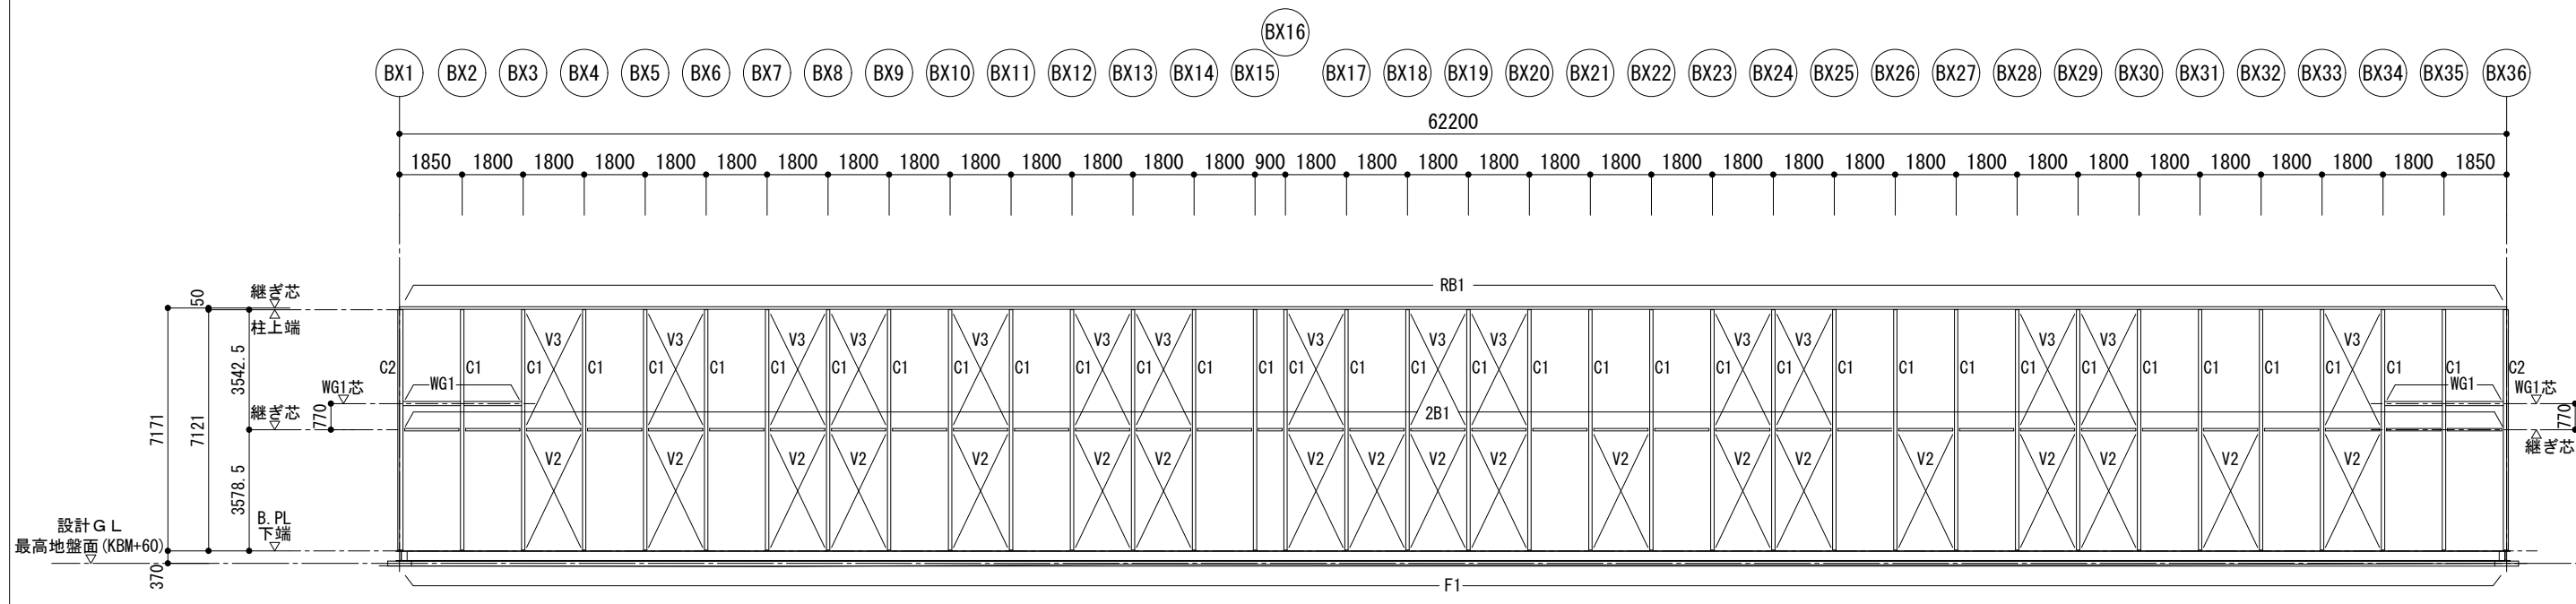 BX16
BX1 BX2 BX3 BX4 BX5 BX6 BX7 BX8 BX9 BX10 BX11 BX12 BX13 BX14 BX15 BX17 BX18 BX19 BX20 BX21 BX22 BX23 BX24 BX25 BX26 BX27 BX28 BX29 BX30 BX31 BX32 BX33 BX34 BX35 BX36
62200
1850 1800 1800 1800 1800 1800 1800 1800 1800 1800 1800 1800 1800 1800 900 1800 1800 1800 1800 1800 1800 1800 1800 1800 1800 1800 1800 1800 1800 1800 1800 1800 1800 1800 1850
50
継ぎ芯
RB1
柱上端
V3 V3 V3 V3 V3 V3 V3 V3 V3 V3 V3 V3 V3 V3 V3
3542.5
C2 C1 C1 C1 C1 C1 C1 C1 C1 C1 C1 C1 C1 C1 C1 C1 C1 C1 C1 C1 C1 C1 C1 C1 C1 C1 C1 C1 C1 C1 C1 C1 C1 C1 C1 C2
WG1芯
WG1
WG1
WG1芯
継ぎ芯
770
2B1
770
継ぎ芯
7171
7121
V2 V2 V2 V2 V2 V2 V2 V2 V2 V2 V2 V2 V2 V2 V2 V2 V2 V2 V2
3578.5
B.PL
下端
設計ＧＬ
最高地盤面(KBM+60)
370
F1